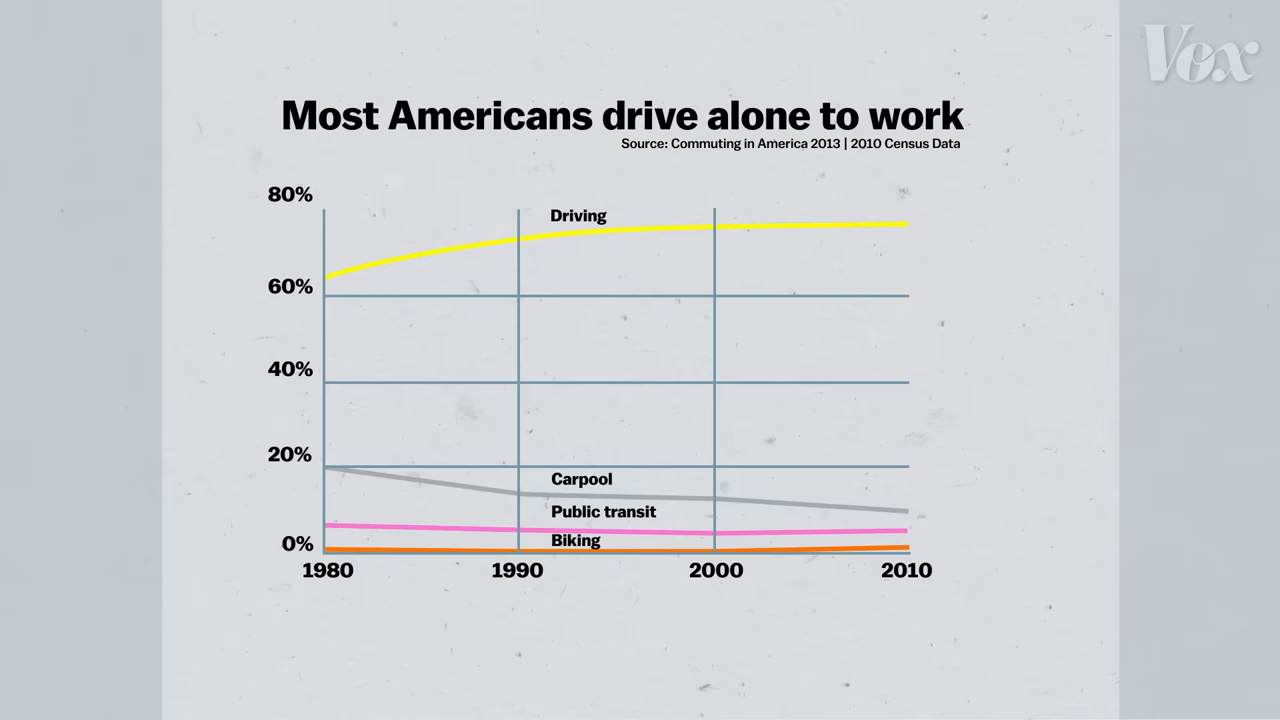 Vox
Most Americans drive alone to work
Source: Commuting in America 2013 | 2010 Census Data
80%
Driving
60%
40%
20%
Carpool
Public transit
Biking
0%
1980 1990 2000 2010